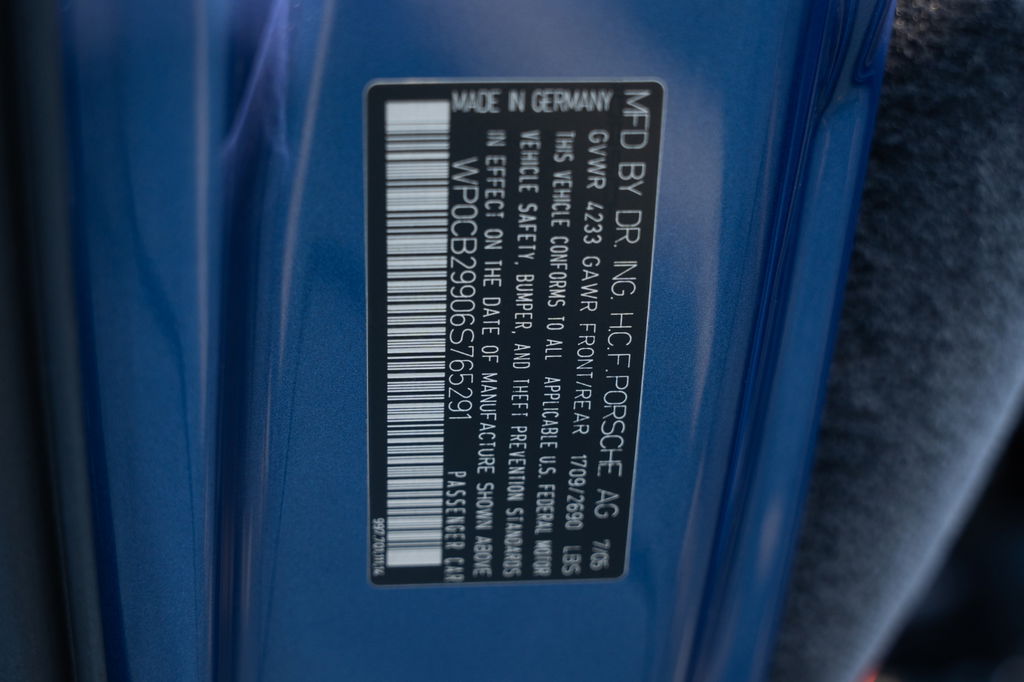 MFD BY DR. ING. H.C.F. PORSCHE AG 7/05
GVWR 4233 GAWR FRONT/REAR 1709/2690 LBS
THIS VEHICLE CONFORMS TO ALL APPLICABLE U.S. FEDERAL MOTOR
VEHICLE SAFETY, BUMPER, AND THEFT PREVENTION STANDARDS
IN EFFECT ON THE DATE OF MANUFACTURE SHOWN ABOVE
MADE IN GERMANY WP0CB29906S765291 PASSENGER CAR